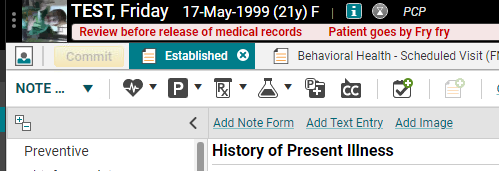 TEST, Friday 17-May-1999 (21y) F i PCP
Review before release of medical records Patient goes by Fry fry
Commit Established Behavioral Health - Scheduled Visit (F
NOTE ... P Rx P CC
Add Note Form Add Text Entry Add Image
Preventive
History of Present Illness